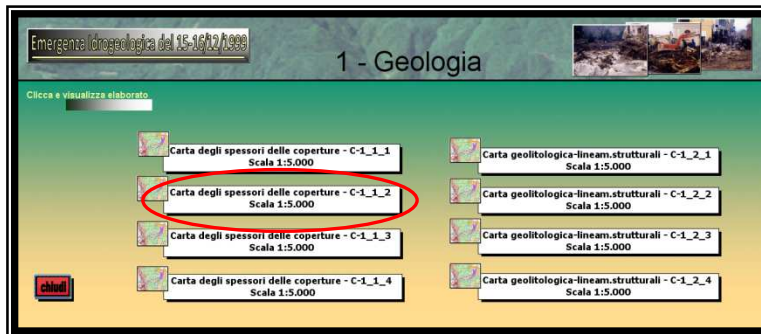 Emergenza Idrogeologica del 15-16/12/1999
1 - Geologia
Clicca e visualizza elaborato
Carta degli spessori delle coperture - C-1_1_1
Scala 1:5.000
Carta degli spessori delle coperture - C-1_1_2
Scala 1:5.000
Carta degli spessori delle coperture - C-1_1_3
Scala 1:5.000
Carta degli spessori delle coperture - C-1_1_4
Scala 1:5.000
Carta geolitologica-lineam.strutturali - C-1_2_1
Scala 1:5.000
Carta geolitologica-lineam.strutturali - C-1_2_2
Scala 1:5.000
Carta geolitologica-lineam.strutturali - C-1_2_3
Scala 1:5.000
Carta geolitologica-lineam.strutturali - C-1_2_4
Scala 1:5.000
chiudi